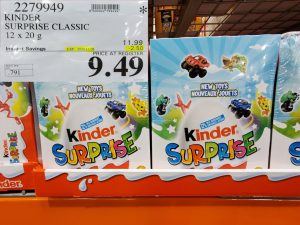 2279949
KINDER
SURPRISE CLASSIC
12 x 20 g
11.99
Instant Savings
-2.50
PRICE AT REGISTER
9.49
791
NEW TOYS
NOUVEAUX JOUETS
Kinder
SURPRISE
NEW TOYS
NOUVEAUX JOUETS
Kinder
SURPRISE
Kinder